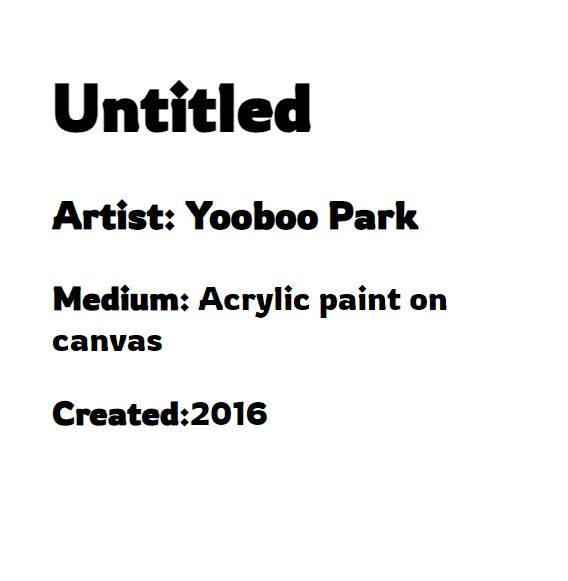 Untitled
Artist: Yooboo Park
Medium: Acrylic paint on
canvas
Created:2016